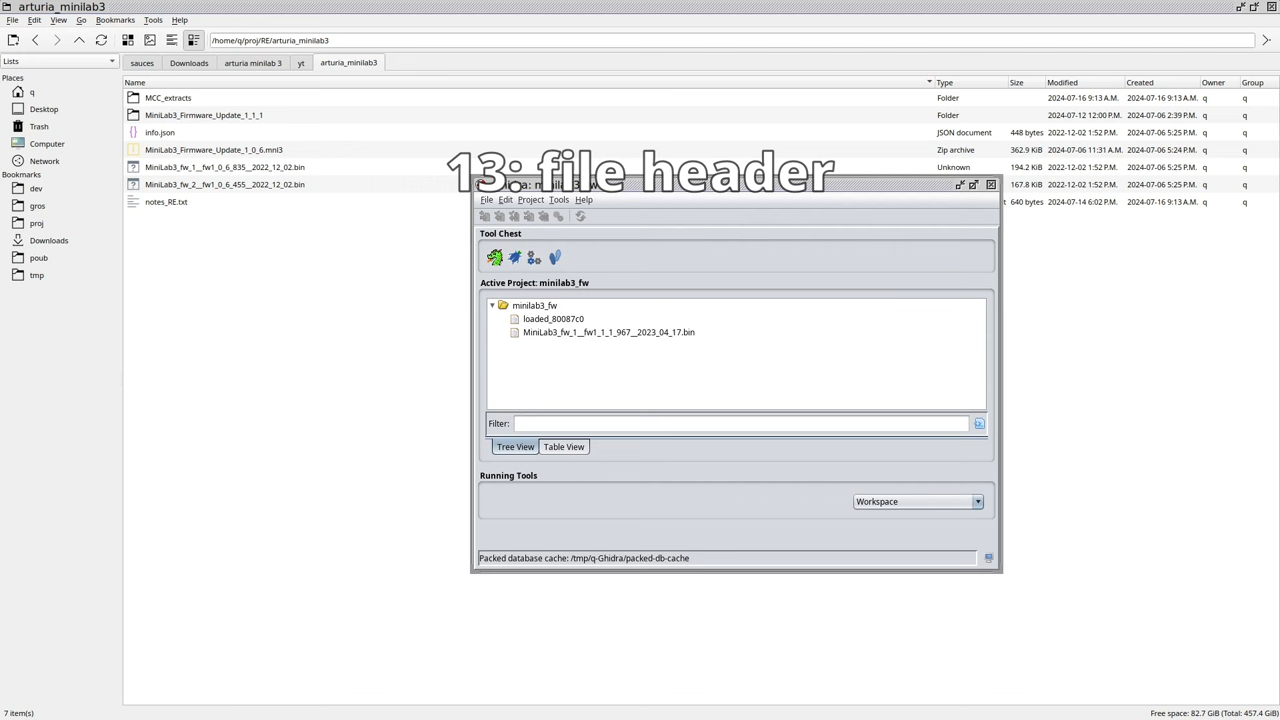 arturia_minilab3
File Edit View Go Bookmarks Tools Help
/home/q/proj/RE/arturia_minilab3
Lists
sauces Downloads arturia minilab 3 yt arturia_minilab3
Places
q
Desktop
Trash
Computer
Network
Bookmarks
dev
gros
proj
Downloads
poub
tmp
Name Type Size Modified Created Owner Group
MCC_extracts Folder 2024-07-16 9:13 A.M. 2024-07-16 9:13 A.M. q q
MiniLab3_Firmware_Update_1_1_1 Folder 2024-07-12 12:00 P.M. 2024-07-06 2:39 P.M. q q
info.json JSON document 448 bytes 2022-12-02 1:52 P.M. 2024-07-06 5:25 P.M. q q
MiniLab3_Firmware_Update_1_0_6.mnl3 Zip archive 362.9 KiB 2024-07-06 11:31 A.M. 2024-07-06 5:24 P.M. q q
MiniLab3_fw_1__fw1_0_6_835__2022_12_02.bin Unknown 194.2 KiB 2022-12-02 1:52 P.M. 2024-07-06 5:25 P.M. q q
MiniLab3_fw_2__fw1_0_6_455__2022_12_02.bin 167.8 KiB 2022-12-02 1:52 P.M. 2024-07-06 5:25 P.M. q q
notes_RE.txt t 640 bytes 2024-07-14 6:02 P.M. 2024-07-16 9:13 A.M. q q
13: file header
File Edit Project Tools Help
Tool Chest
Active Project: minilab3_fw
minilab3_fw
loaded_80087c0
MiniLab3_fw_1__fw1_1_1_967__2023_04_17.bin
Filter:
Tree View Table View
Running Tools
Workspace
Packed database cache: /tmp/q-Ghidra/packed-db-cache
7 item(s)
Free space: 82.7 GiB (Total: 457.4 GiB)